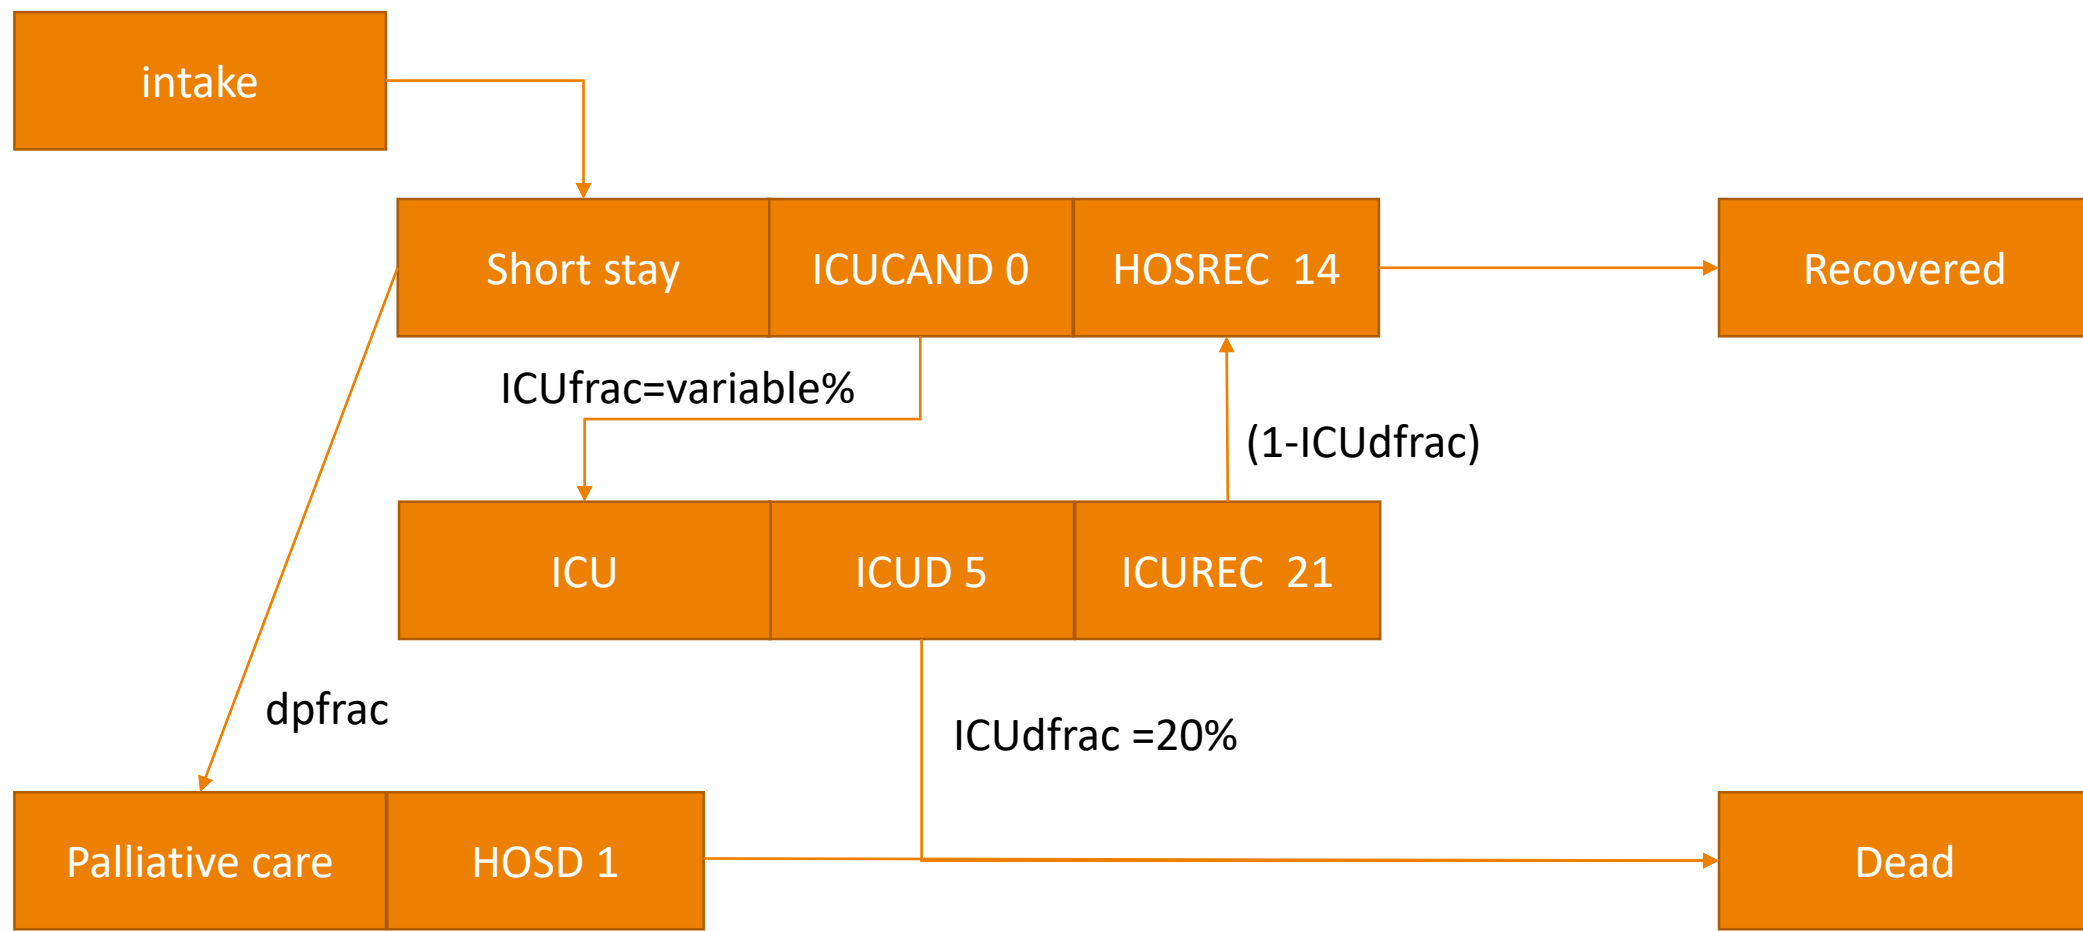 intake
Short stay
ICUCAND 0
HOSREC 14
Recovered
ICUfrac=variable%
(1-ICUdfrac)
ICU
ICUD 5
ICUREC 21
dpfrac
ICUdfrac =20%
Palliative care
HOSD 1
Dead